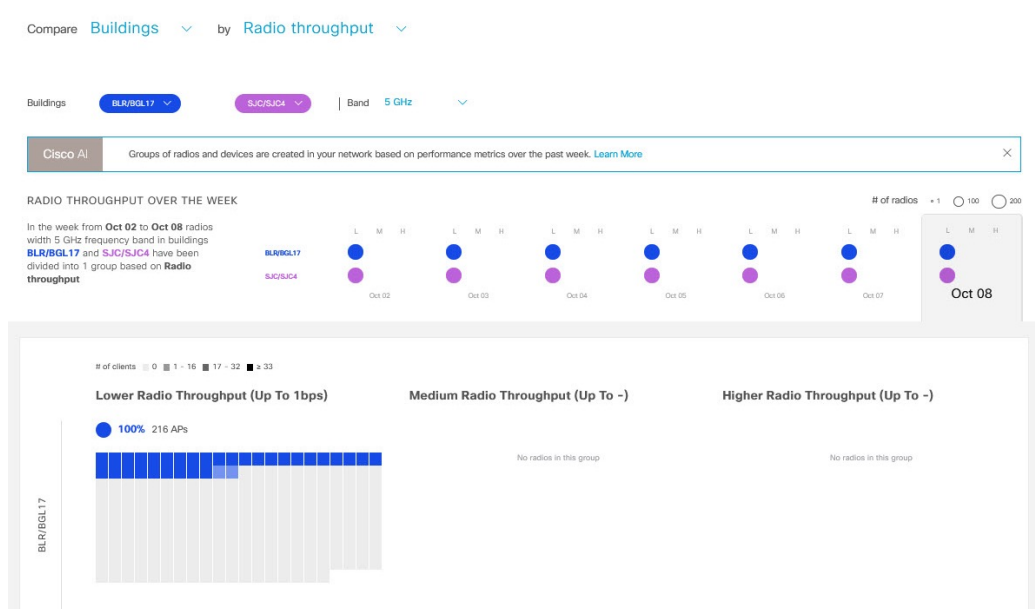 Compare Buildings by Radio throughput
Buildings BLR/BGL17 SJC/SJC4 | Band 5 GHz
Cisco AI Groups of radios and devices are created in your network based on performance metrics over the past week. Learn More
RADIO THROUGHPUT OVER THE WEEK
# of radios 1 100 200
In the week from Oct 02 to Oct 08 radios
width 5 GHz frequency band in buildings
BLR/BGL17 and SJC/SJC4 have been
divided into 1 group based on Radio
throughput
L M H L M H L M H L M H L M H L M H L M H
BLR/BGL17
SJC/SJC4
Oct 02 Oct 03 Oct 04 Oct 05 Oct 06 Oct 07 Oct 08
# of clients 0 1 - 16 17 - 32 ≥ 33
Lower Radio Throughput (Up To 1bps) Medium Radio Throughput (Up To -) Higher Radio Throughput (Up To -)
100% 216 APs
No radios in this group No radios in this group
BLR/BGL17